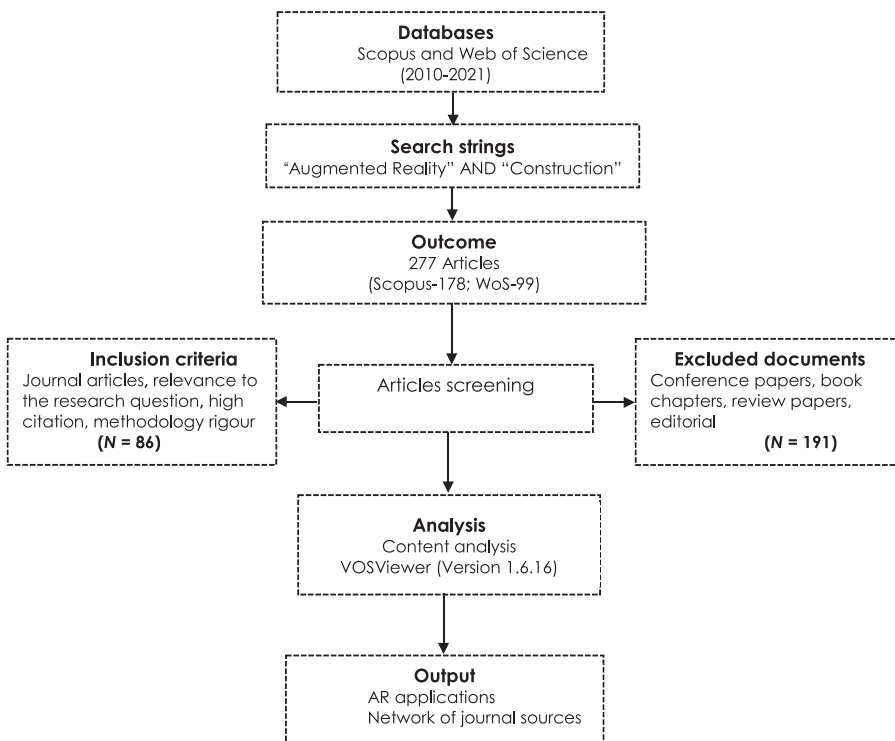 Databases
Scopus and Web of Science
(2010-2021)
Search strings
“Augmented Reality” AND “Construction”
Outcome
277 Articles
(Scopus-178; WoS-99)
Inclusion criteria
Journal articles, relevance to
the research question, high
citation, methodology rigour
(N = 86)
Articles screening
Excluded documents
Conference papers, book
chapters, review papers,
editorial
(N = 191)
Analysis
Content analysis
VOSViewer (Version 1.6.16)
Output
AR applications
Network of journal sources